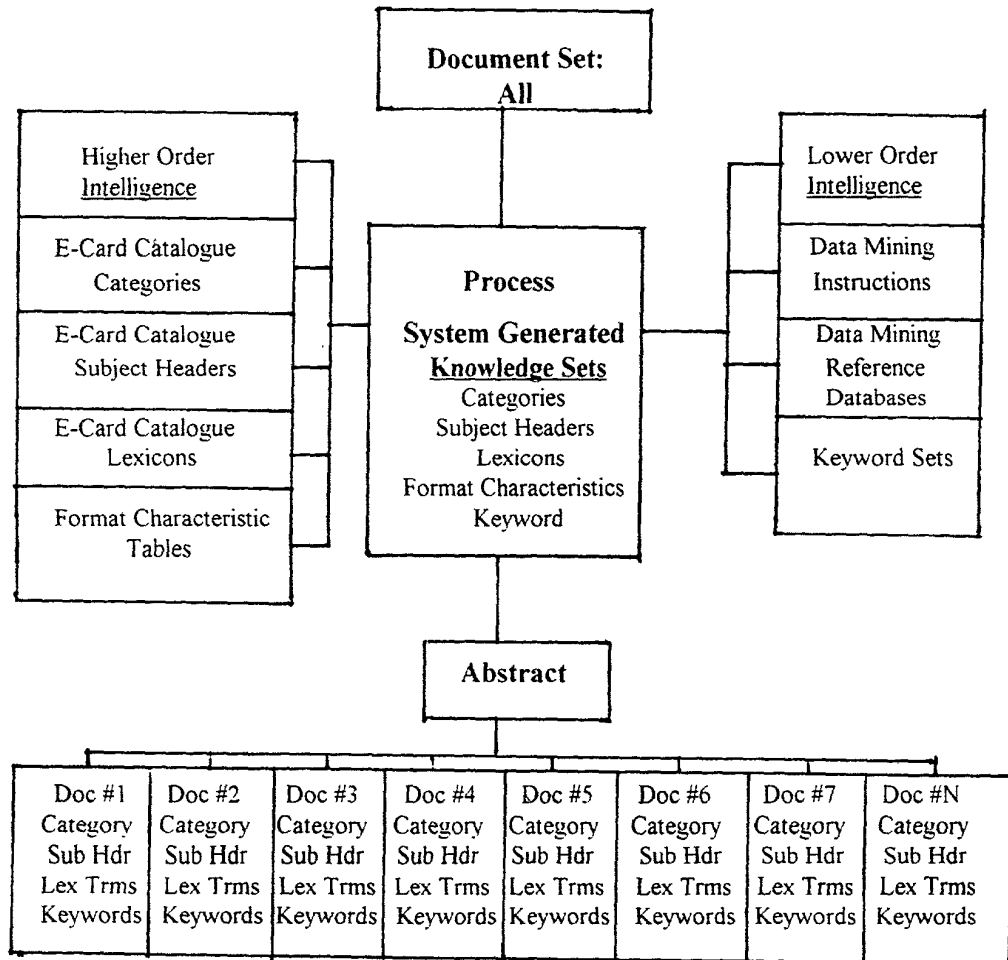 Document Set:
All
Higher Order
Intelligence
E-Card Catalogue
Categories
E-Card Catalogue
Subject Headers
E-Card Catalogue
Lexicons
Format Characteristic
Tables
Process
System Generated
Knowledge Sets
Categories
Subject Headers
Lexicons
Format Characteristics
Keyword
Lower Order
Intelligence
Data Mining
Instructions
Data Mining
Reference
Databases
Keyword Sets
Abstract
Doc #1
Category
Sub Hdr
Lex Trms
Keywords
Doc #2
Category
Sub Hdr
Lex Trms
Keywords
Doc #3
Category
Sub Hdr
Lex Trms
Keywords
Doc #4
Category
Sub Hdr
Lex Trms
Keywords
Doc #5
Category
Sub Hdr
Lex Trms
Keywords
Doc #6
Category
Sub Hdr
Lex Trms
Keywords
Doc #7
Category
Sub Hdr
Lex Trms
Keywords
Doc #N
Category
Sub Hdr
Lex Trms
Keywords